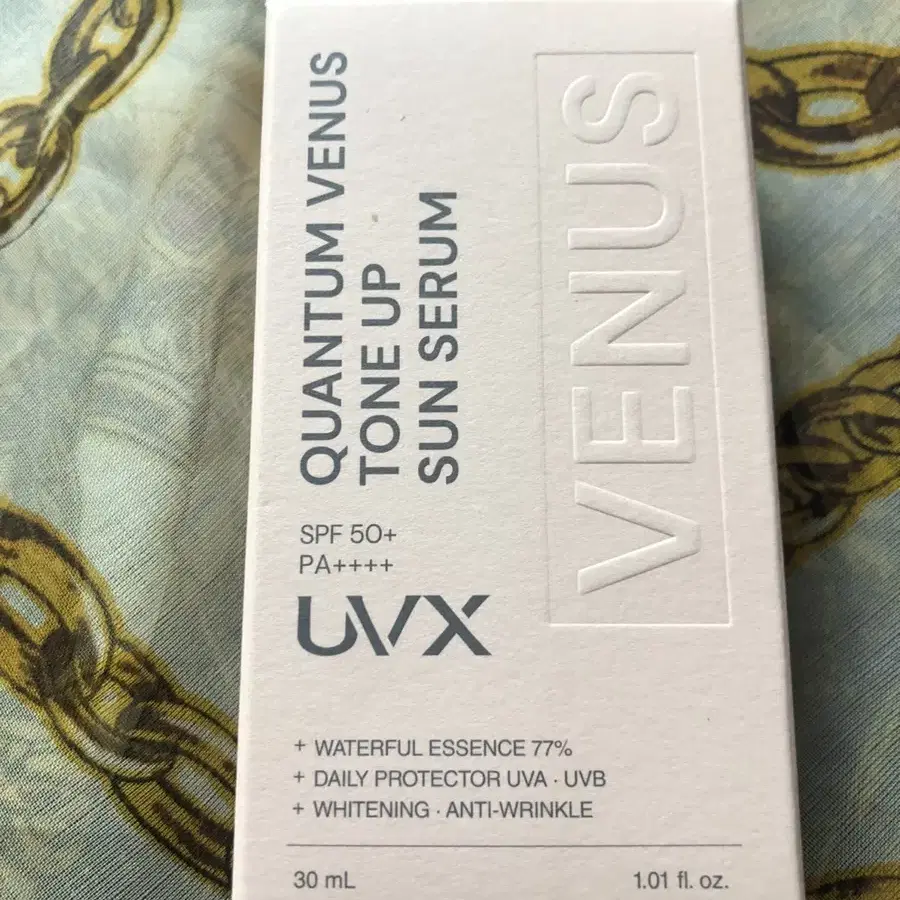 QUANTUM VENUS
TONE UP
SUN SERUM
VENUS
SPF 50+
PA++++
UVX
+ WATERFUL ESSENCE 77%
+ DAILY PROTECTOR UVA · UVB
+ WHITENING · ANTI-WRINKLE
30 mL
1.01 fl. oz.